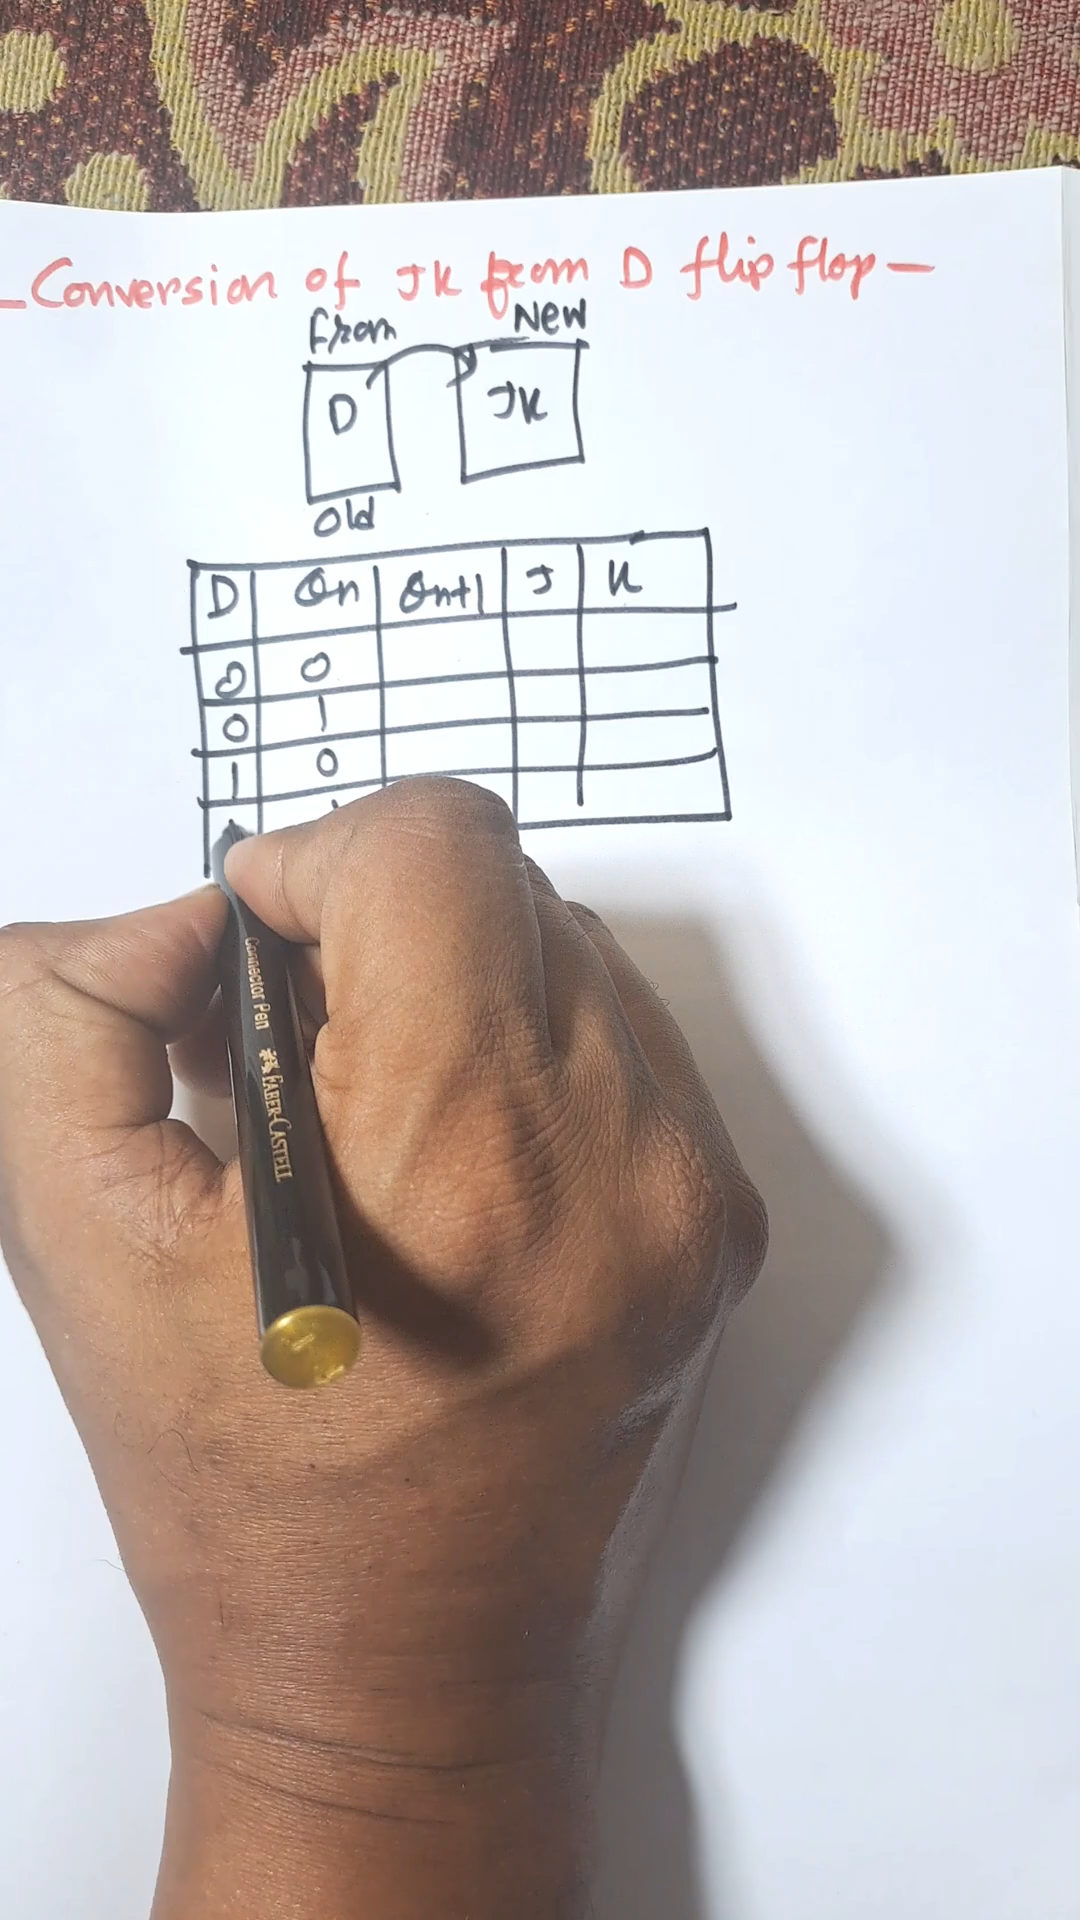 Conversion of JK from D flip flop
From New
D JK
Old
D Qn Qn+1 J K
0 0
0 1
1 0
Connector Pen FABER-CASTELL